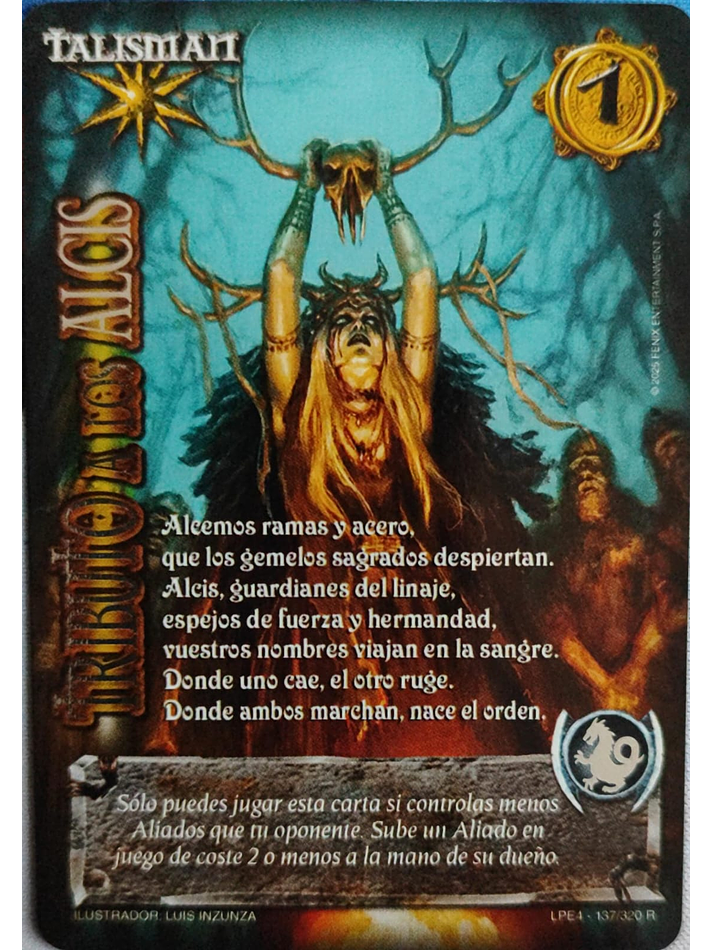 TALISMAN
1
TRIBUTO A LOS ALCIS
© 2025 FENIX ENTERTAINMENT S.P.A.
Alcemos ramas y acero,
que los gemelos sagrados despiertan.
Alcis, guardianes del linaje,
espejos de fuerza y hermandad,
vuestros nombres viajan en la sangre.
Donde uno cae, el otro ruge.
Donde ambos marchan, nace el orden.
Sólo puedes jugar esta carta si controlas menos
Aliados que tu oponente. Sube un Aliado en
juego de coste 2 o menos a la mano de su dueño.
ILUSTRADOR: LUIS INZUNZA
LPE4 - 137/320 R